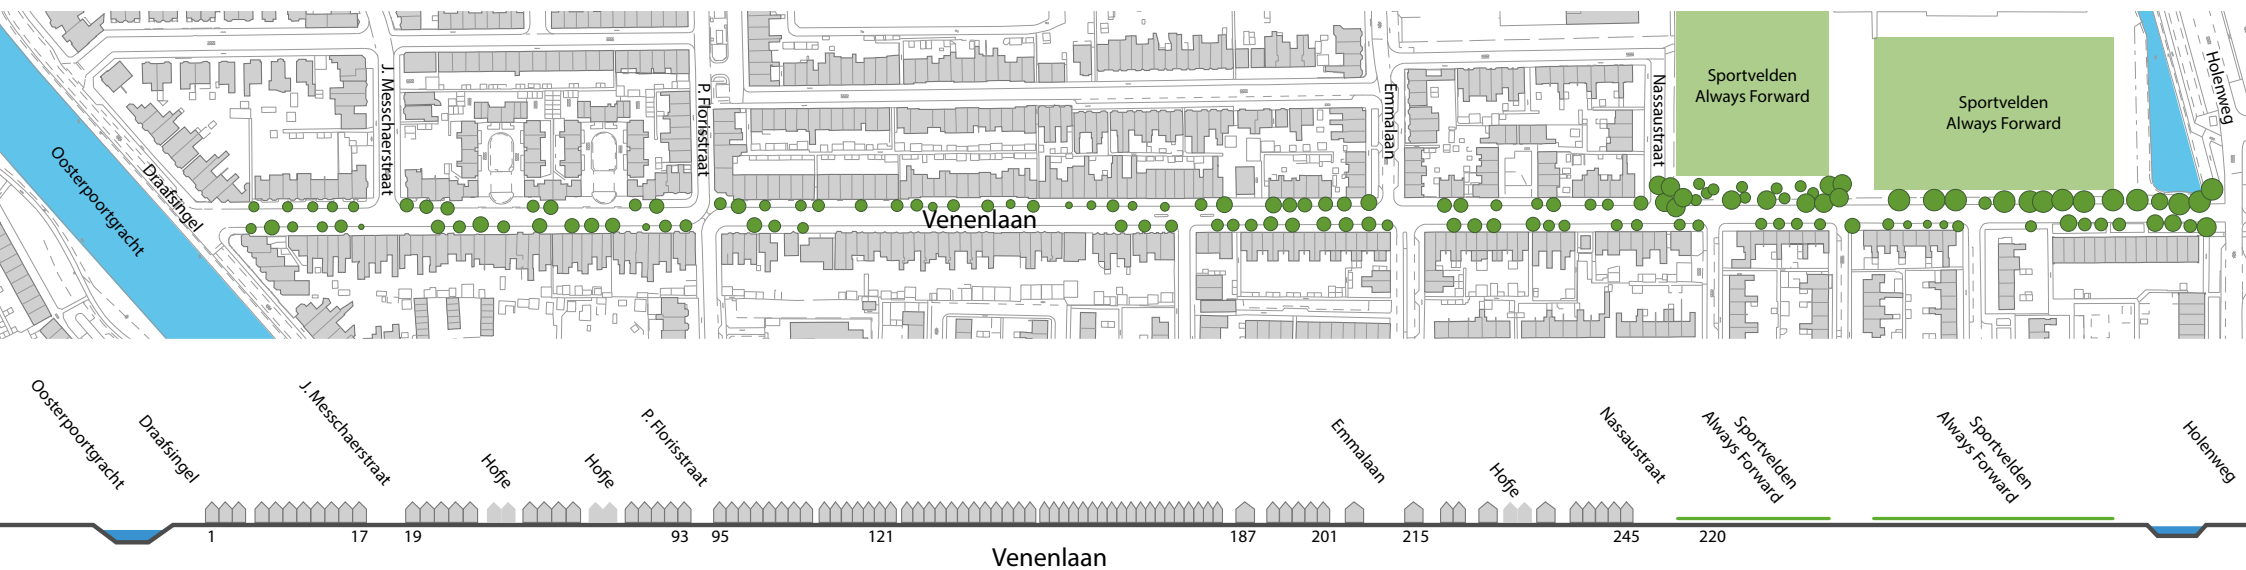 J. Messchaerstraat
P. Florisstraat
Emmalaan
Nassaustraat
Sportvelden
Always Forward
Sportvelden
Always Forward
Holenweg
Oosterpoortgracht
Draafsingel
Venenlaan
Oosterpoortgracht
Draafsingel
J. Messchaerstraat
Hofje
Hofje
P. Florisstraat
Emmalaan
Hofje
Nassaustraat
Sportvelden
Always Forward
Sportvelden
Always Forward
Holenweg
1
17
19
93
95
121
187
201
215
245
220
Venenlaan